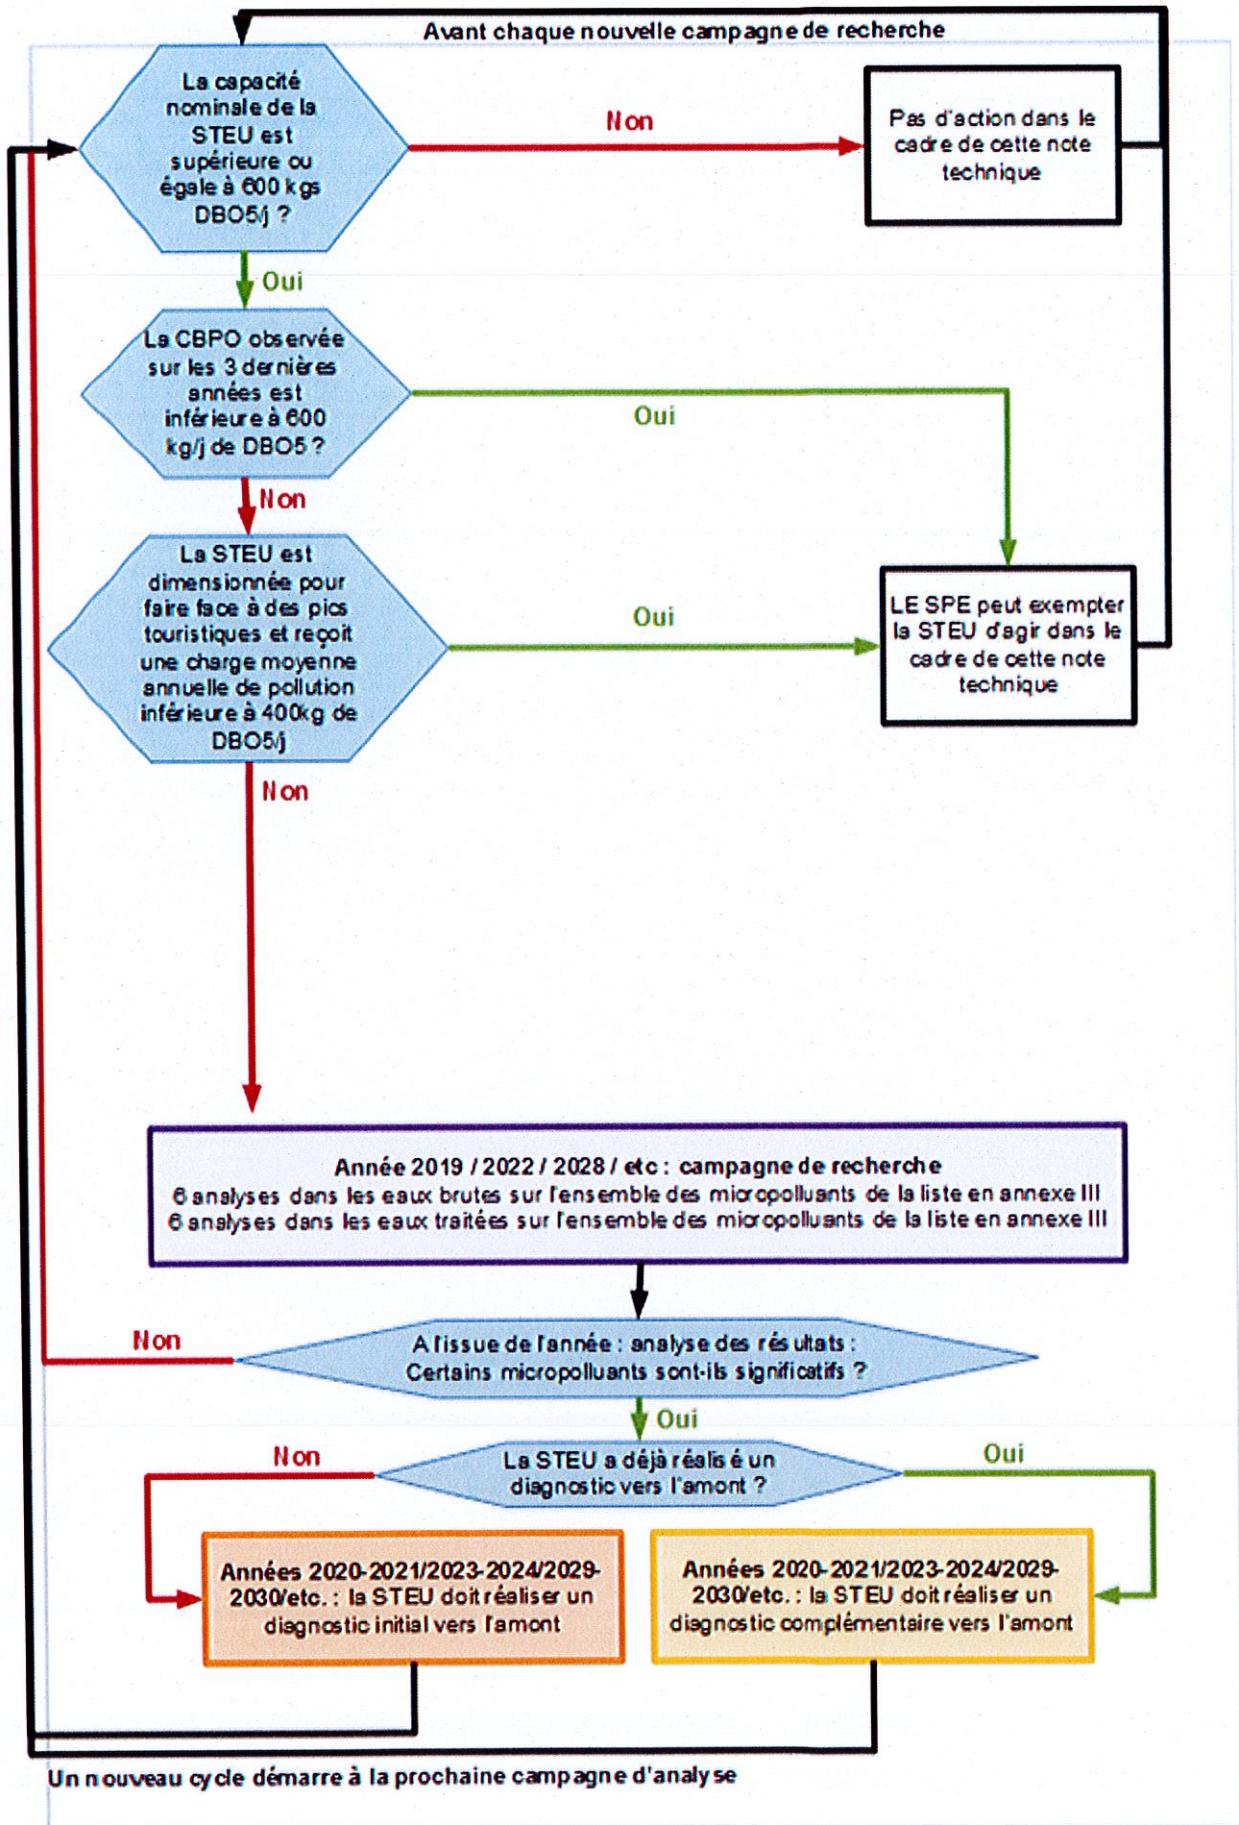 Avant chaque nouvelle campagne de recherche
La capacité
nominale de la
STEU est
supérieure ou
égale à 600 kgs
DBO5/j ?
Non
Pas d'action dans le
cadre de cette note
technique
Oui
La CBPO observée
sur les 3 dernières
années est
inférieure à 600
kg/j de DBO5 ?
Oui
Non
La STEU est
dimensionnée pour
faire face à des pics
touristiques et reçoit
une charge moyenne
annuelle de pollution
inférieure à 400kg de
DBO5/j
Oui
LE SPE peut exempter
la STEU d'agir dans le
cadre de cette note
technique
Non
Année 2019 / 2022 / 2028 / etc : campagne de recherche
6 analyses dans les eaux brutes sur l'ensemble des micropolluants de la liste en annexe III
6 analyses dans les eaux traitées sur l'ensemble des micropolluants de la liste en annexe III
Non
A l'issue de l'année : analyse des résultats :
Certains micropolluants sont-ils significatifs ?
Oui
Non
La STEU a déjà réalisé un
diagnostic vers l'amont ?
Oui
Années 2020-2021/2023-2024/2029-
2030/etc. : la STEU doit réaliser un
diagnostic initial vers l'amont
Années 2020-2021/2023-2024/2029-
2030/etc. : la STEU doit réaliser un
diagnostic complémentaire vers l'amont
Un nouveau cycle démarre à la prochaine campagne d'analyse